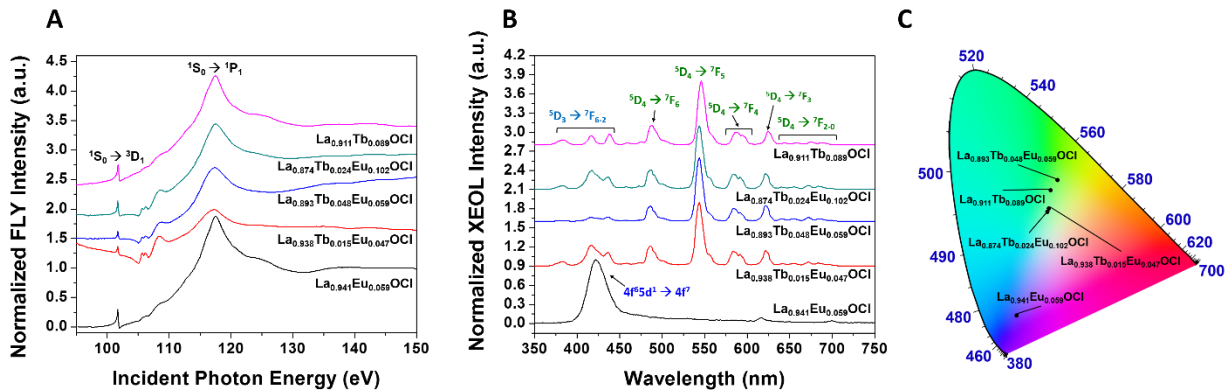 A
Normalized FLY Intensity (a.u.)
4.5
4.0
3.5
3.0
2.5
2.0
1.5
1.0
0.5
0.0
¹S₀ → ¹P₁
¹S₀ → ³D₁
La₀.₉₁₁Tb₀.₀₈₉OCl
La₀.₈₇₄Tb₀.₀₂₄Eu₀.₁₀₂OCl
La₀.₈₉₃Tb₀.₀₄₈Eu₀.₀₅₉OCl
La₀.₉₃₈Tb₀.₀₁₅Eu₀.₀₄₇OCl
La₀.₉₄₁Eu₀.₀₅₉OCl
100 110 120 130 140 150
Incident Photon Energy (eV)
B
Normalized XEOL Intensity (a.u.)
4.2
3.9
3.6
3.3
3.0
2.7
2.4
2.1
1.8
1.5
1.2
0.9
0.6
0.3
0.0
⁵D₄ → ⁷F₅
⁵D₃ → ⁷F₆₋₂
⁵D₄ → ⁷F₆
⁵D₄ → ⁷F₄
⁵D₄ → ⁷F₃
⁵D₄ → ⁷F₂₋₀
La₀.₉₁₁Tb₀.₀₈₉OCl
La₀.₈₇₄Tb₀.₀₂₄Eu₀.₁₀₂OCl
La₀.₈₉₃Tb₀.₀₄₈Eu₀.₀₅₉OCl
La₀.₉₃₈Tb₀.₀₁₅Eu₀.₀₄₇OCl
4f⁶5d¹ → 4f⁷
La₀.₉₄₁Eu₀.₀₅₉OCl
350 400 450 500 550 600 650 700 750
Wavelength (nm)
C
520
540
560
580
600
620
700
500
490
480
460
380
La₀.₈₉₃Tb₀.₀₄₈Eu₀.₀₅₉OCl
La₀.₉₁₁Tb₀.₀₈₉OCl
La₀.₈₇₄Tb₀.₀₂₄Eu₀.₁₀₂OCl
La₀.₉₃₈Tb₀.₀₁₅Eu₀.₀₄₇OCl
La₀.₉₄₁Eu₀.₀₅₉OCl